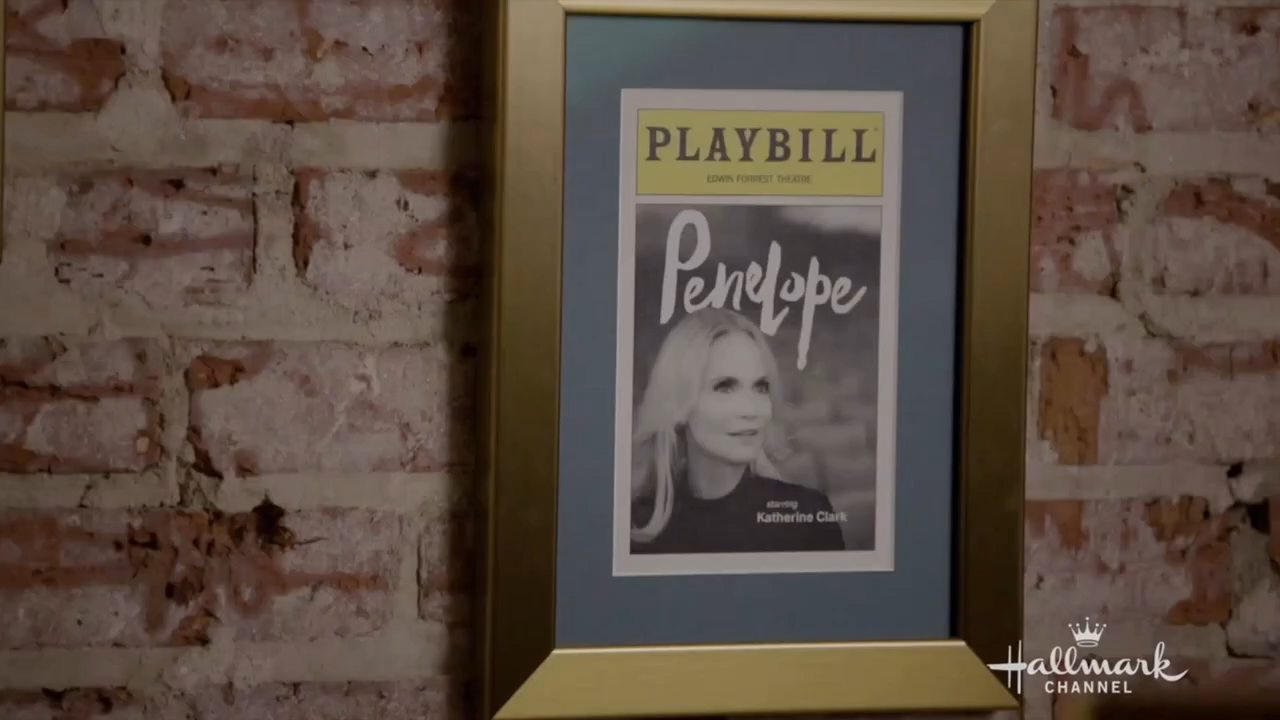 PLAYBILL
EDWIN FORREST THEATRE
Penelope
starring
Katherine Clark
Hallmark
CHANNEL